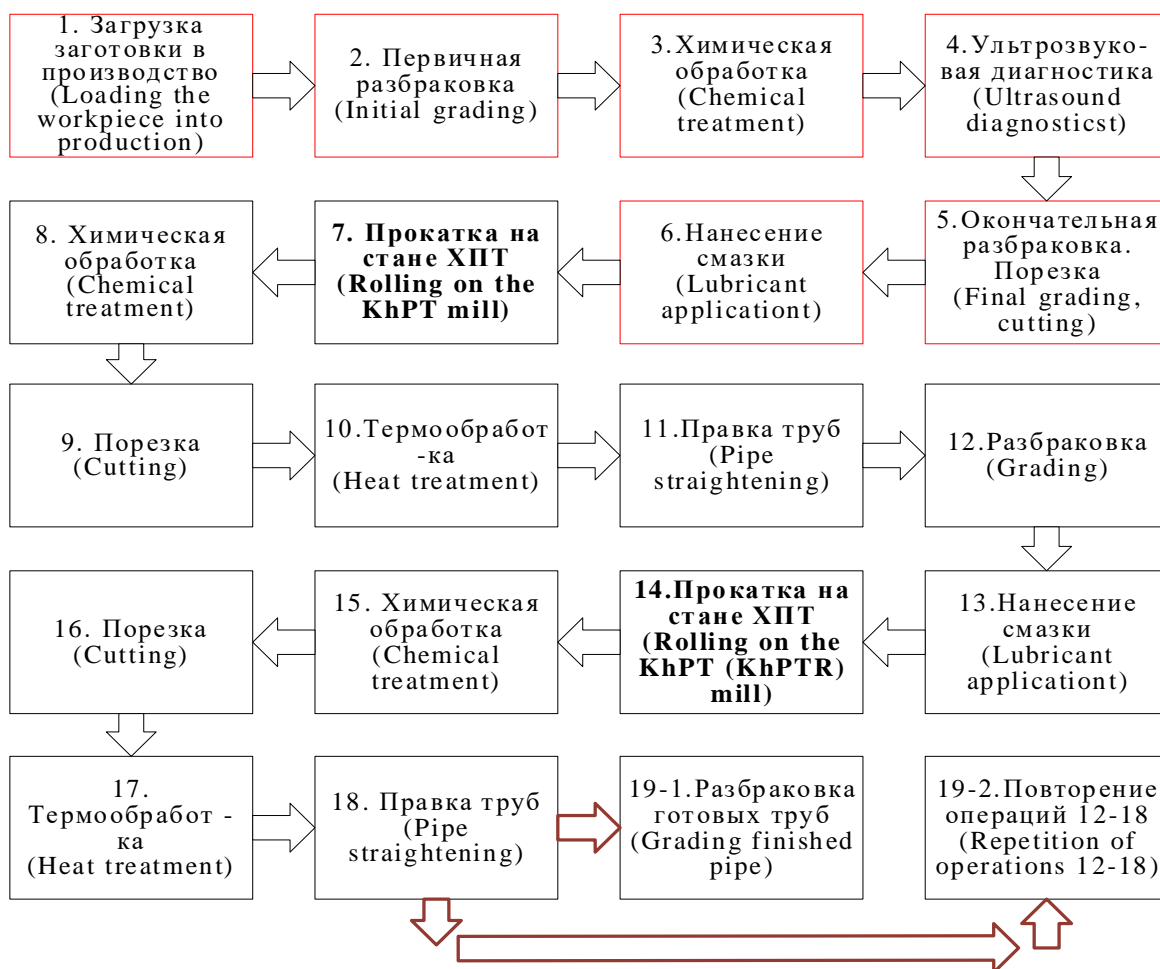 1. Загрузка
заготовки в
производство
(Loading the
workpiece into
production)
2. Первичная
разбраковка
(Initial grading)
3.Химическая
обработка
(Chemical
treatment)
4.Ультрозвуко-
вая диагностика
(Ultrasound
diagnosticst)
5.Окончательная
разбраковка.
Порезка
(Final grading,
cutting)
6.Нанесение
смазки
(Lubricant
applicationt)
7. Прокатка на
стане ХПТ
(Rolling on the
KhPT mill)
8. Химическая
обработка
(Chemical
treatment)
9. Порезка
(Cutting)
10.Термообработ
-ка
(Heat treatment)
11.Правка труб
(Pipe
straightening)
12.Разбраковка
(Grading)
13.Нанесение
смазки
(Lubricant
applicationt)
14.Прокатка на
стане ХПТ
(Rolling on the
KhPT (KhPTR)
mill)
15. Химическая
обработка
(Chemical
treatment)
16. Порезка
(Cutting)
17.
Термообработ -
ка
(Heat treatment)
18. Правка труб
(Pipe
straightening)
19-1.Разбраковка
готовых труб
(Grading finished
pipe)
19-2.Повторение
операций 12-18
(Repetition of
operations 12-18)